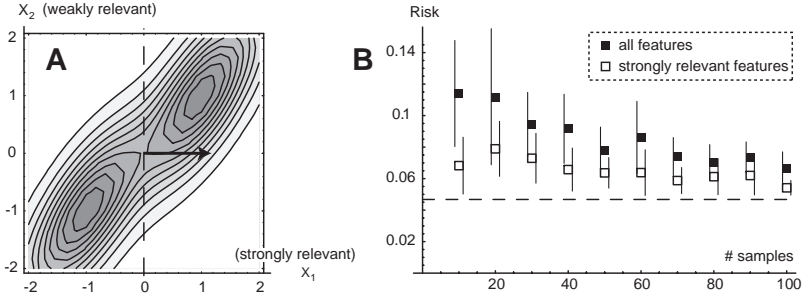 X2 (weakly relevant)
2
1
0
-1
-2
A
(strongly relevant)
X1
-2 -1 0 1 2
B
Risk
0.14
0.1
0.06
0.02
all features
strongly relevant features
# samples
20 40 60 80 100